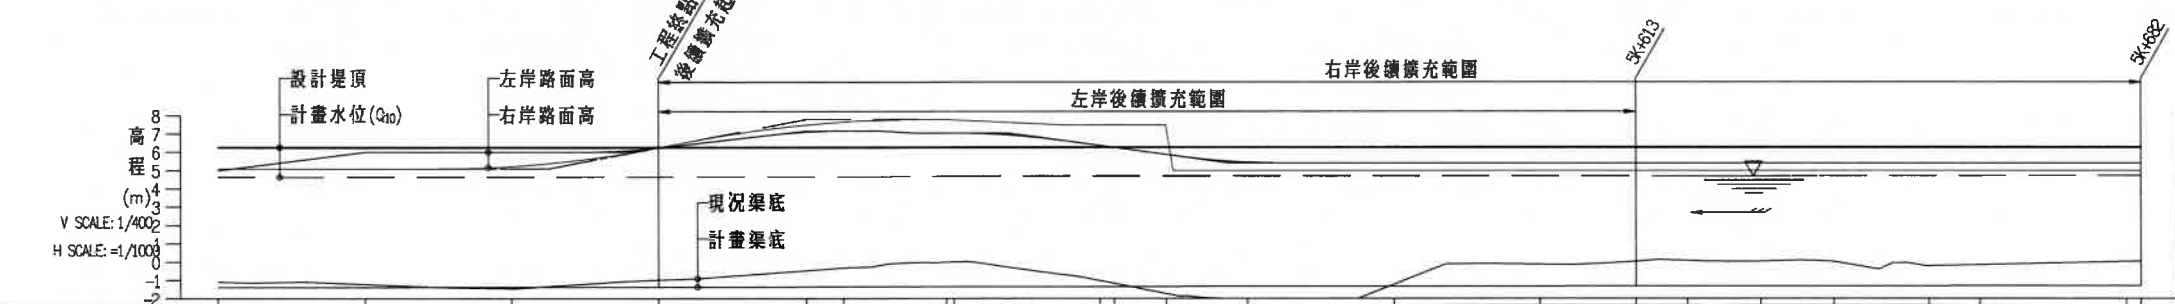 工程終點
後續擴充起
5K+613
5K+682
右岸後續擴充範圍
左岸後續擴充範圍
設計堤頂
計畫水位(Q10)
左岸路面高
右岸路面高
高
程
(m)
V SCALE: 1/400
H SCALE: =1/1000
8
7
6
5
4
3
2
1
0
-1
-2
現況渠底
計畫渠底